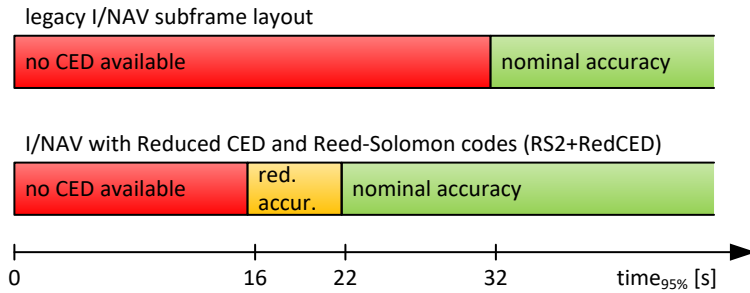 legacy I/NAV subframe layout
no CED available nominal accuracy
I/NAV with Reduced CED and Reed-Solomon codes (RS2+RedCED)
no CED available red. accur. nominal accuracy
0 16 22 32 time95% [s]